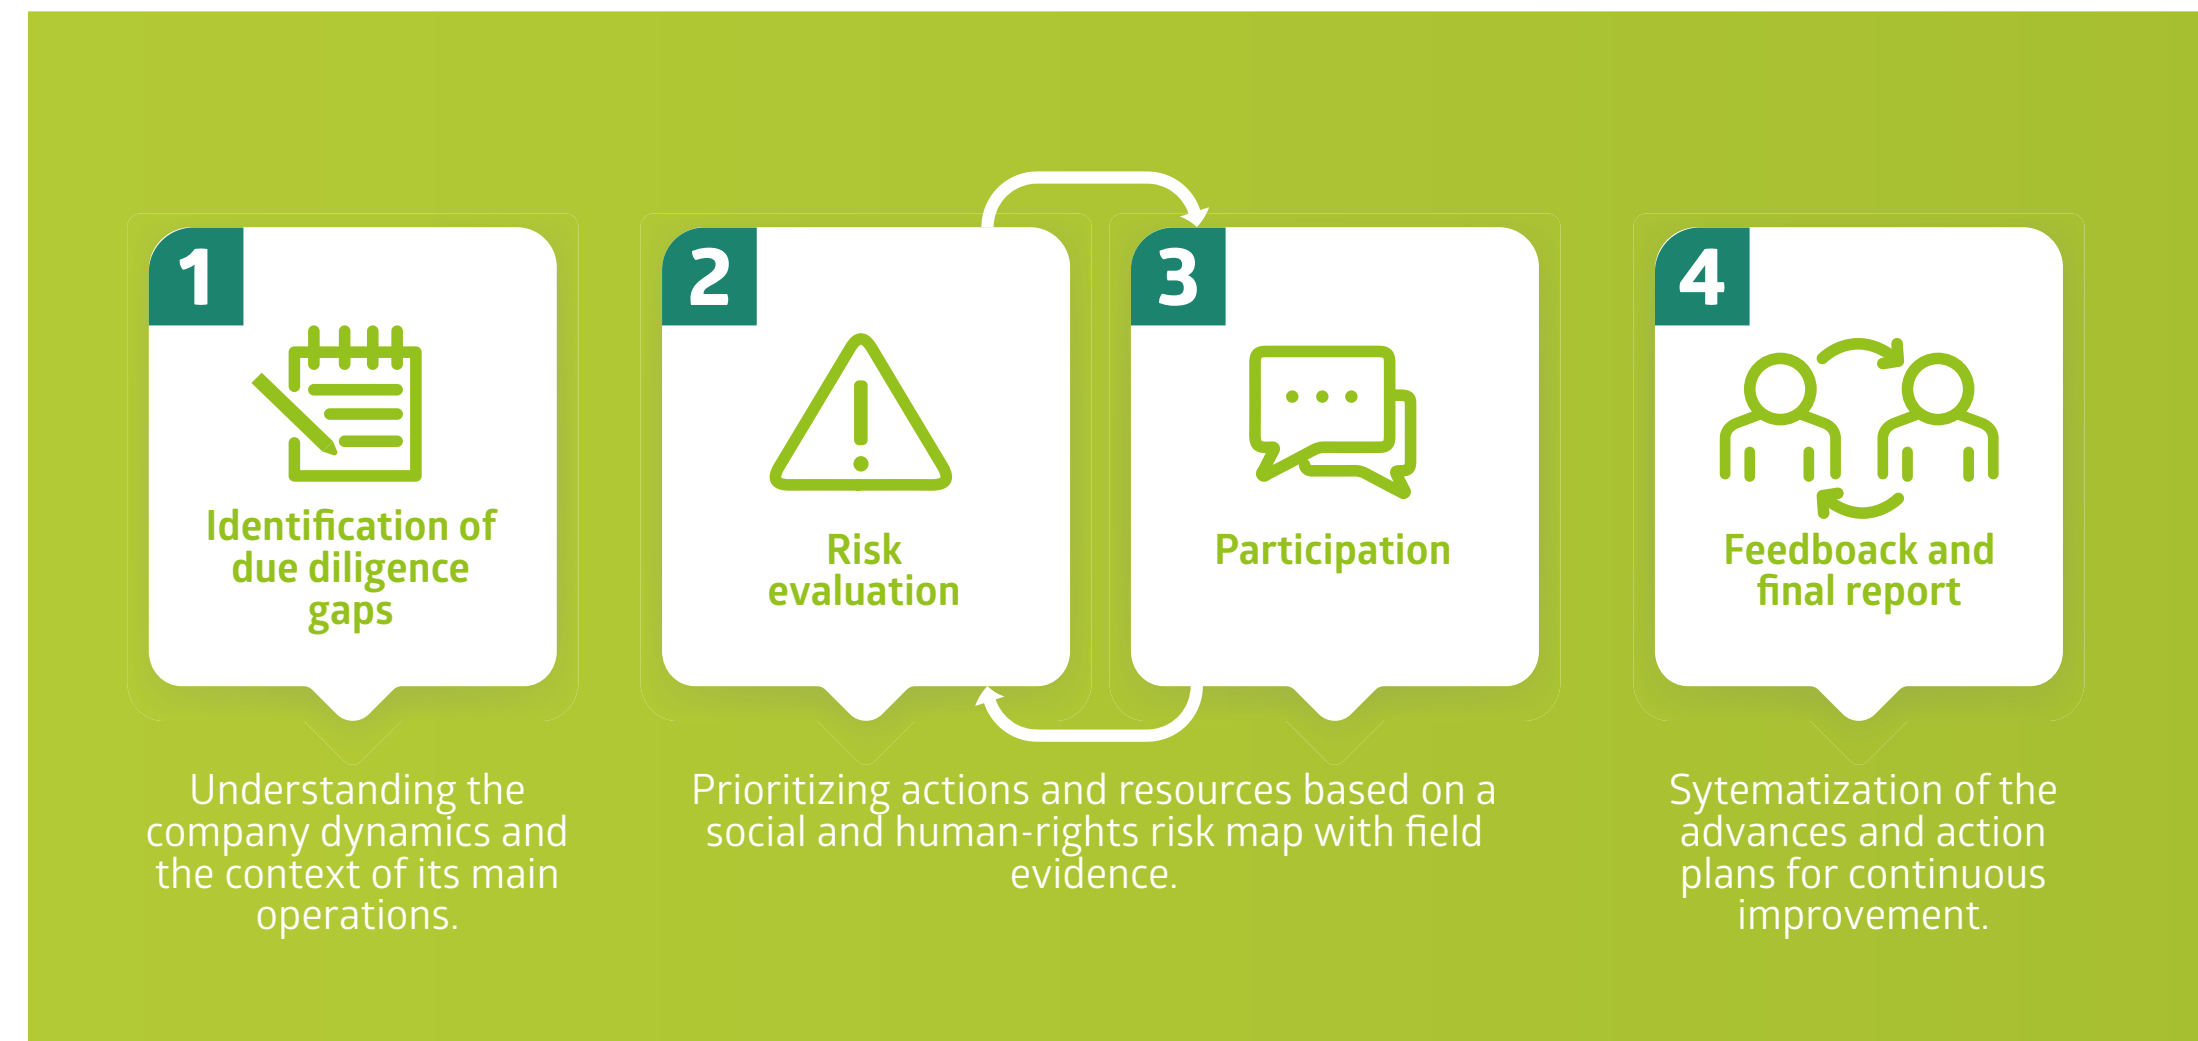 1
Identification of
due diligence
gaps
Understanding the
company dynamics and
the context of its main
operations.
2
Risk
evaluation
3
Participation
Prioritizing actions and resources based on a
social and human-rights risk map with field
evidence.
4
Feedboack and
final report
Sytematization of the
advances and action
plans for continuous
improvement.